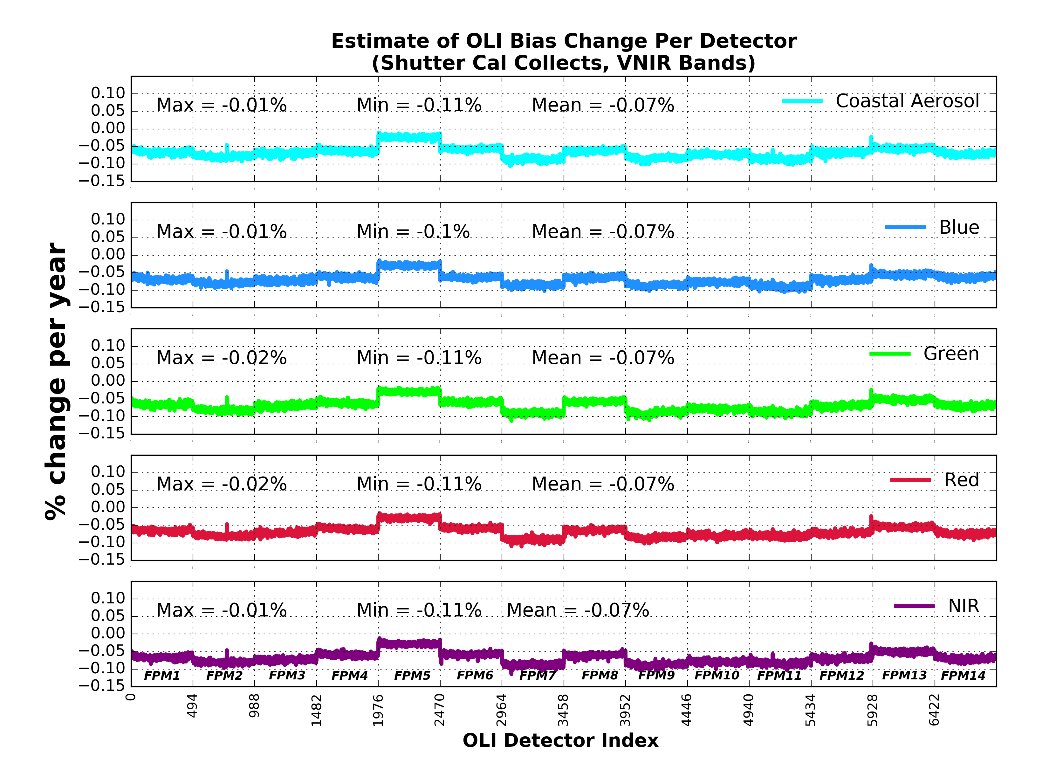 Estimate of OLI Bias Change Per Detector
(Shutter Cal Collects, VNIR Bands)
% change per year
0.10
0.05
0.00
−0.05
−0.10
−0.15
Max = -0.01% Min = -0.11% Mean = -0.07%
Coastal Aerosol
0.10
0.05
0.00
−0.05
−0.10
−0.15
Max = -0.01% Min = -0.1% Mean = -0.07%
Blue
0.10
0.05
0.00
−0.05
−0.10
−0.15
Max = -0.02% Min = -0.11% Mean = -0.07%
Green
0.10
0.05
0.00
−0.05
−0.10
−0.15
Max = -0.02% Min = -0.11% Mean = -0.07%
Red
0.10
0.05
0.00
−0.05
−0.10
−0.15
Max = -0.01% Min = -0.11% Mean = -0.07%
NIR
FPM1 FPM2 FPM3 FPM4 FPM5 FPM6 FPM7 FPM8 FPM9 FPM10 FPM11 FPM12 FPM13 FPM14
0 494 988 1482 1976 2470 2964 3458 3952 4446 4940 5434 5928 6422
OLI Detector Index